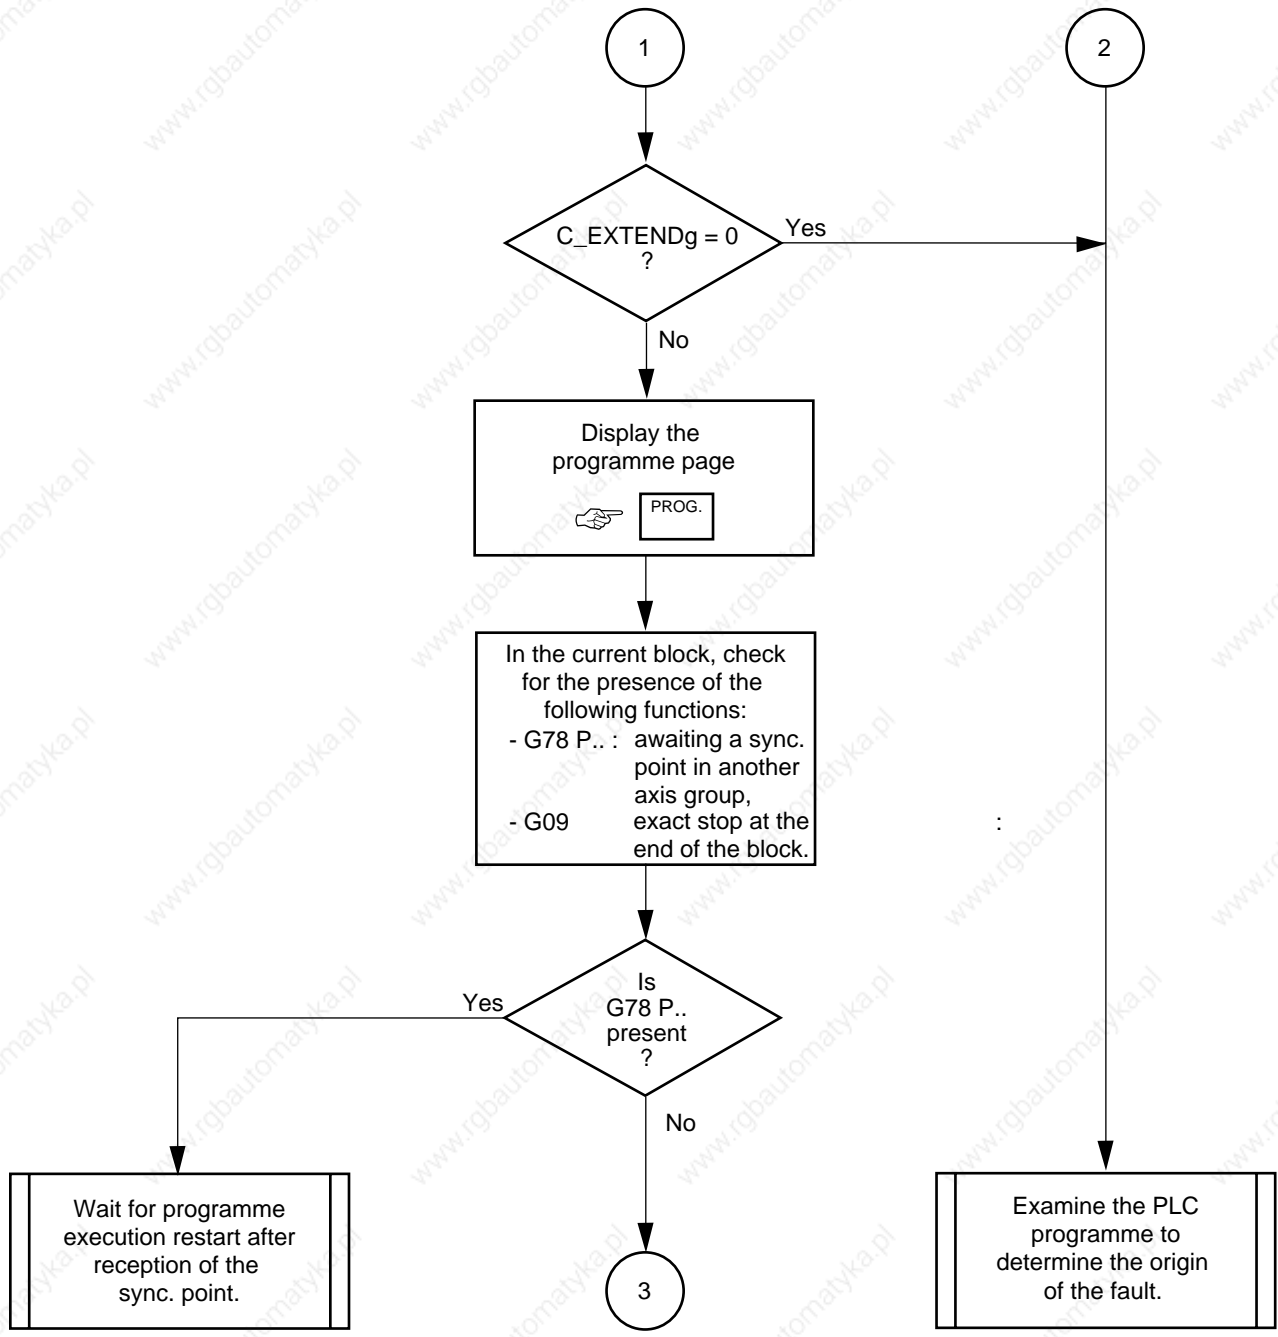 1
2
C_EXTENDg = 0
?
Yes
No
Display the
programme page
PROG.
In the current block, check
for the presence of the
following functions:
- G78 P.. : awaiting a sync.
point in another
axis group,
- G09 exact stop at the :
end of the block.
Is
G78 P..
present
?
Yes
No
Wait for programme
execution restart after
reception of the
sync. point.
3
Examine the PLC
programme to
determine the origin
of the fault.
www.rgbautomatyka.pl